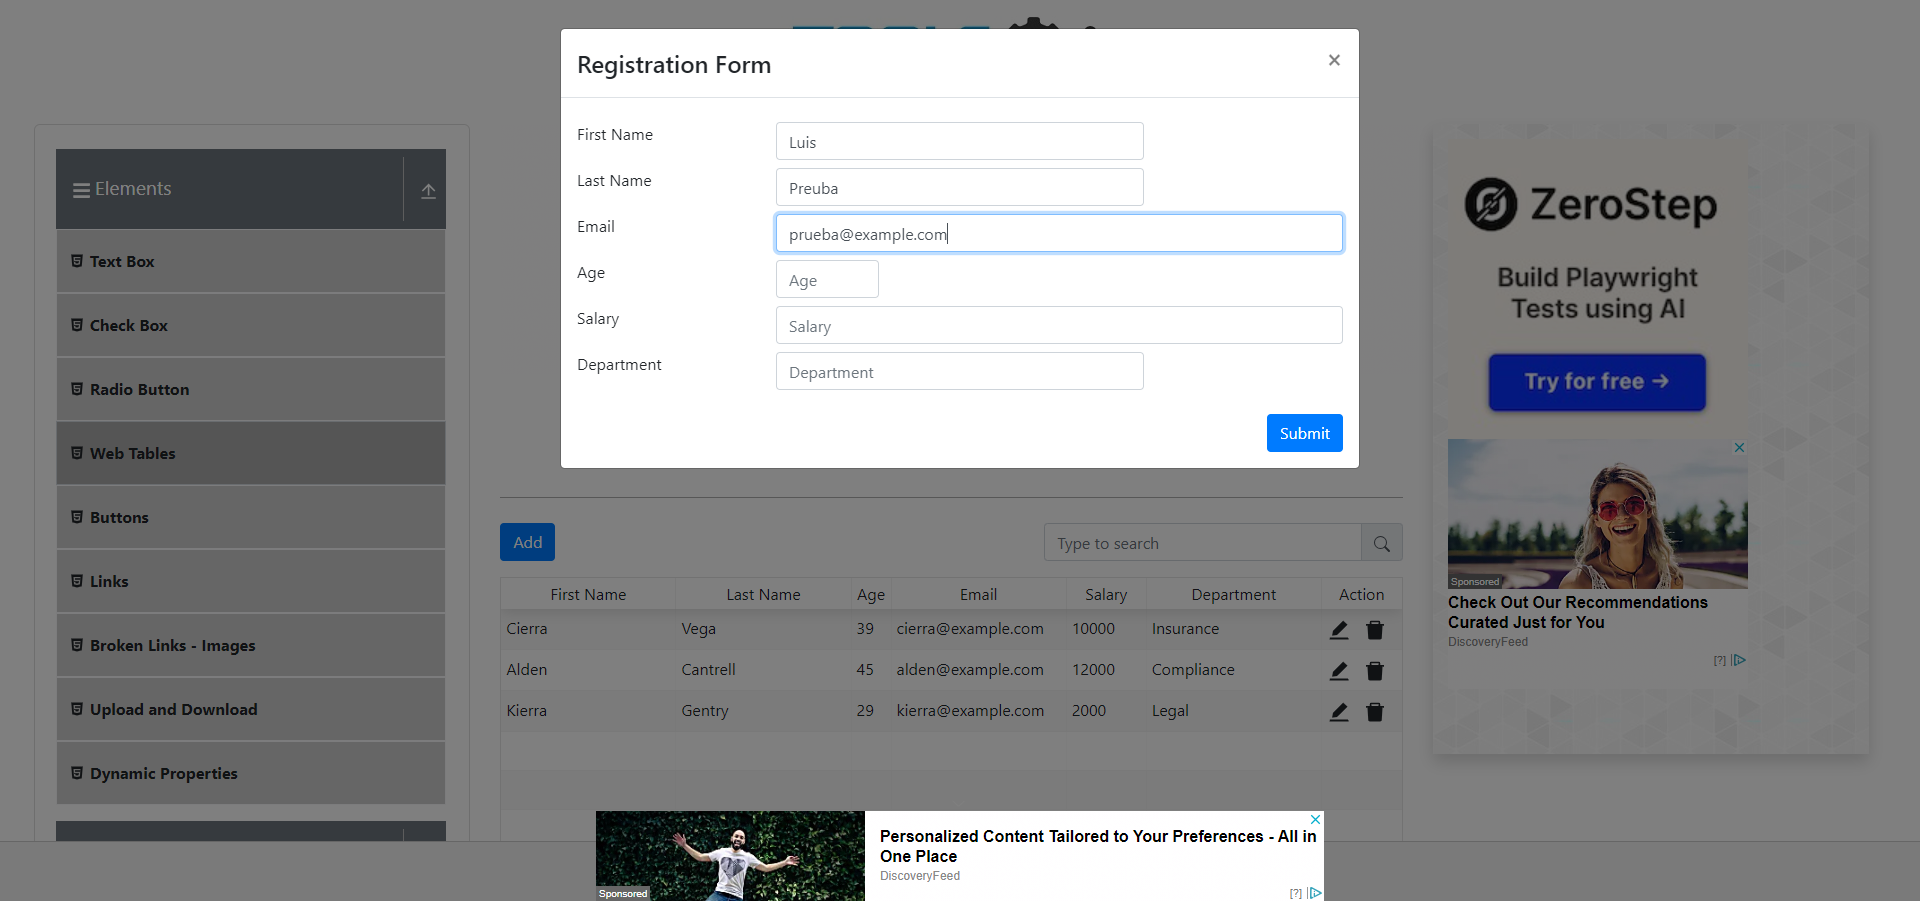 Registration Form
×
First Name
Luis
Last Name
Preuba
Email
prueba@example.com
Age
Age
Salary
Salary
Department
Department
Submit
Elements
Text Box
Check Box
Radio Button
Web Tables
Buttons
Links
Broken Links - Images
Upload and Download
Dynamic Properties
Add
Type to search
First Name Last Name Age Email Salary Department Action
Cierra Vega 39 cierra@example.com 10000 Insurance
Alden Cantrell 45 alden@example.com 12000 Compliance
Kierra Gentry 29 kierra@example.com 2000 Legal
ZeroStep
Build Playwright
Tests using AI
Try for free →
Sponsored
Check Out Our Recommendations
Curated Just for You
DiscoveryFeed
[?]
Sponsored
Personalized Content Tailored to Your Preferences - All in
One Place
DiscoveryFeed
[?]